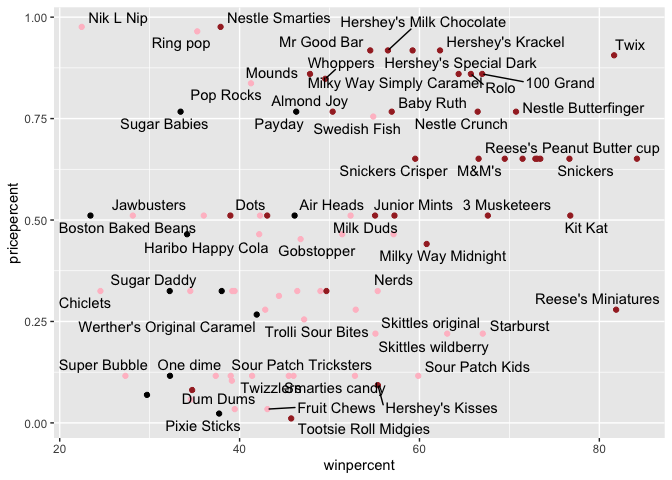 1.00
Nik L Nip
Nestle Smarties
Hershey's Milk Chocolate
Ring pop
Mr Good Bar
Hershey's Krackel
Twix
Whoppers
Hershey's Special Dark
Mounds
Milky Way Simply Caramel
Rolo
100 Grand
Pop Rocks
Almond Joy
Baby Ruth
Nestle Butterfinger
0.75
Sugar Babies
Payday
Swedish Fish
Nestle Crunch
Reese's Peanut Butter cup
Snickers Crisper
M&M's
Snickers
Jawbusters
Dots
Air Heads
Junior Mints
3 Musketeers
0.50
Boston Baked Beans
Milk Duds
Kit Kat
Haribo Happy Cola
Gobstopper
Milky Way Midnight
pricepercent
Sugar Daddy
Nerds
Chiclets
Reese's Miniatures
Werther's Original Caramel
Trolli Sour Bites
Skittles original
Starburst
0.25
Skittles wildberry
Super Bubble
One dime
Sour Patch Tricksters
Sour Patch Kids
Twizzlers
Smarties candy
Dum Dums
Fruit Chews
Hershey's Kisses
Pixie Sticks
Tootsie Roll Midgies
0.00
20
40
60
80
winpercent